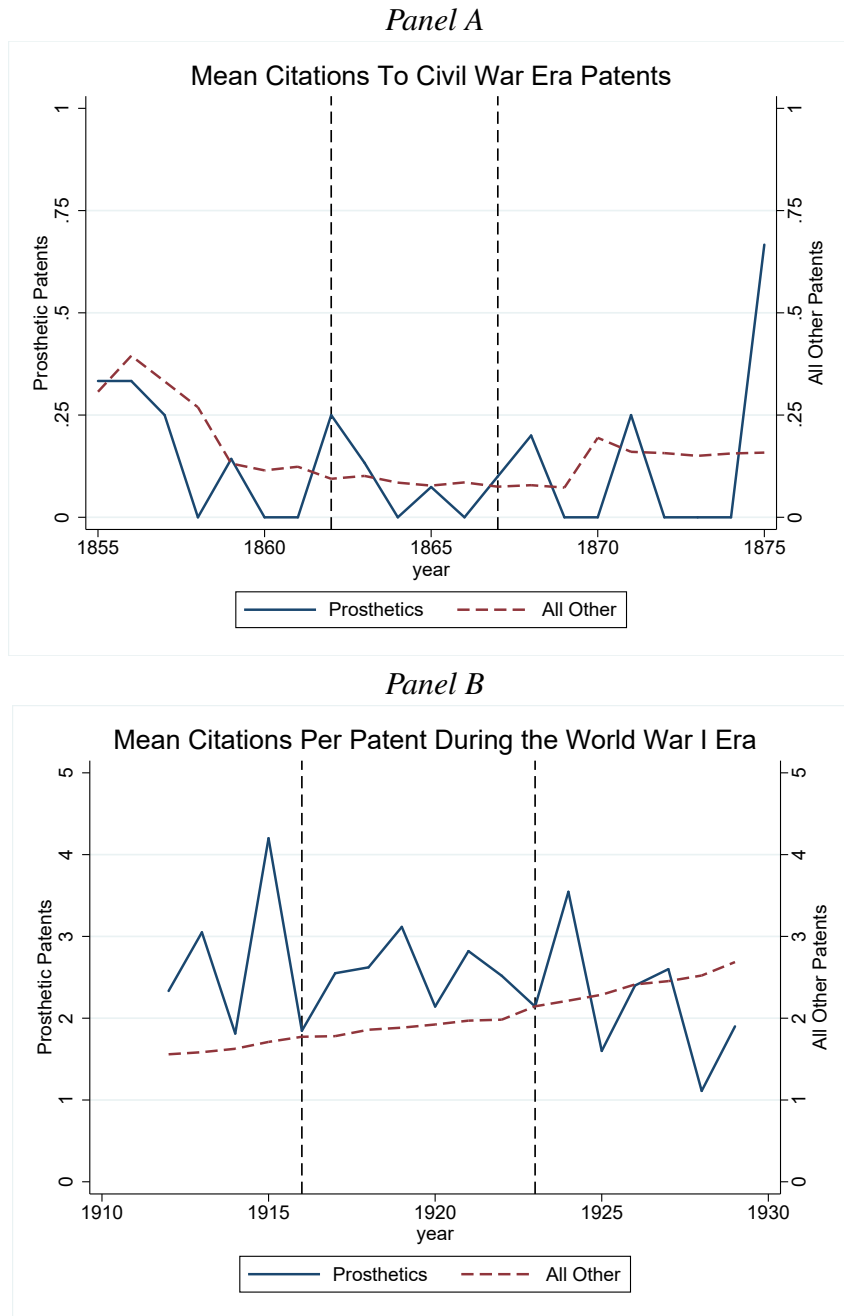 Panel A
Mean Citations To Civil War Era Patents
Prosthetic Patents
0
.25
.5
.75
1
All Other Patents
0
.25
.5
.75
1
1855 1860 1865 1870 1875
year
Prosthetics All Other
Panel B
Mean Citations Per Patent During the World War I Era
Prosthetic Patents
0
1
2
3
4
5
All Other Patents
0
1
2
3
4
5
1910 1915 1920 1925 1930
year
Prosthetics All Other